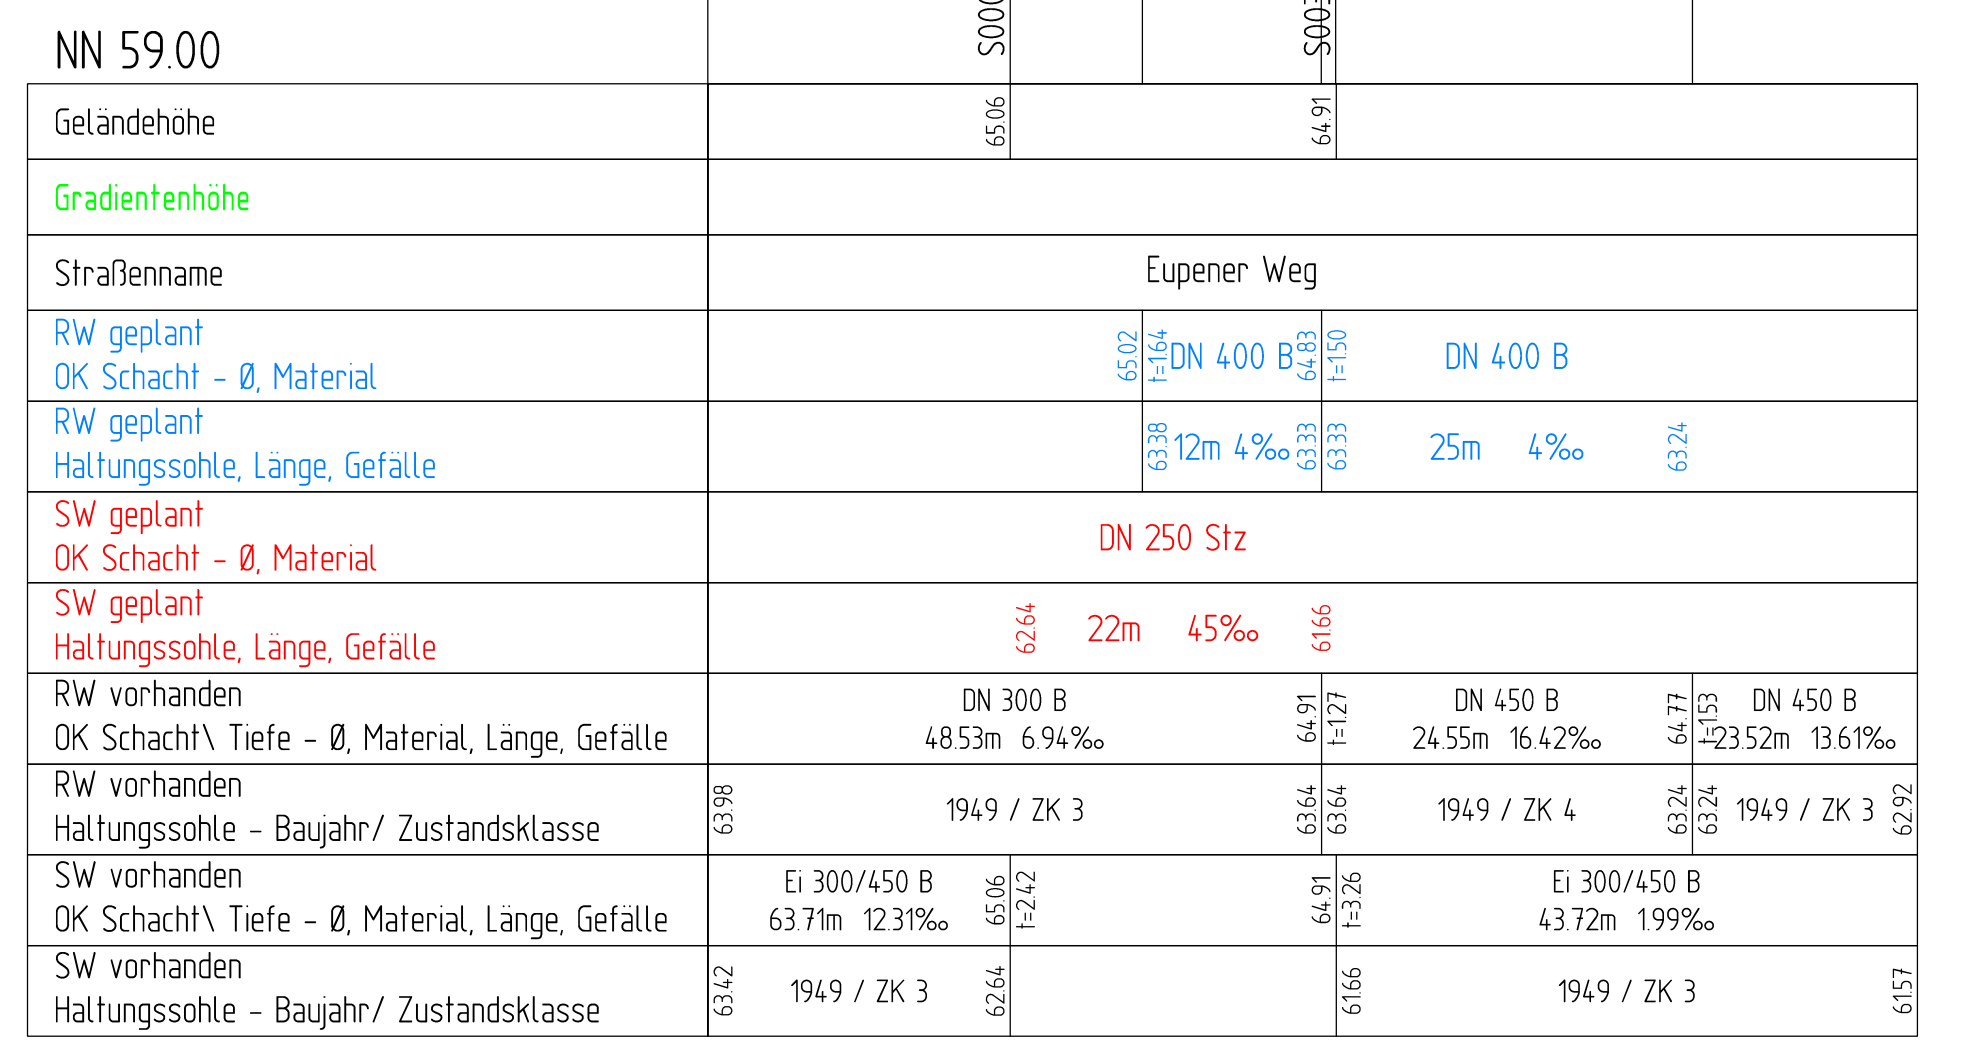 NN 59.00
Geländehöhe 65.06 64.91
Gradientenhöhe
Straßenname Eupener Weg
RW geplant
OK Schacht - Ø, Material 65.02 t=1.64 DN 400 B 64.83 t=1.50 DN 400 B
RW geplant
Haltungssohle, Länge, Gefälle 63.38 12m 4‰ 63.33 63.33 25m 4‰ 63.24
SW geplant
OK Schacht - Ø, Material DN 250 Stz
SW geplant
Haltungssohle, Länge, Gefälle 62.64 22m 45‰ 61.66
RW vorhanden DN 300 B DN 450 B DN 450 B
OK Schacht\ Tiefe - Ø, Material, Länge, Gefälle 48.53m 6.94‰ 64.91 t=1.27 24.55m 16.42‰ 64.77 t=1.53 23.52m 13.61‰
RW vorhanden
Haltungssohle - Baujahr/ Zustandsklasse 63.98 1949 / ZK 3 63.64 63.64 1949 / ZK 4 63.24 63.24 1949 / ZK 3 62.92
SW vorhanden Ei 300/450 B Ei 300/450 B
OK Schacht\ Tiefe - Ø, Material, Länge, Gefälle 63.71m 12.31‰ 65.06 t=2.42 64.91 t=3.26 43.72m 1.99‰
SW vorhanden
Haltungssohle - Baujahr/ Zustandsklasse 63.42 1949 / ZK 3 62.64 61.66 1949 / ZK 3 61.57